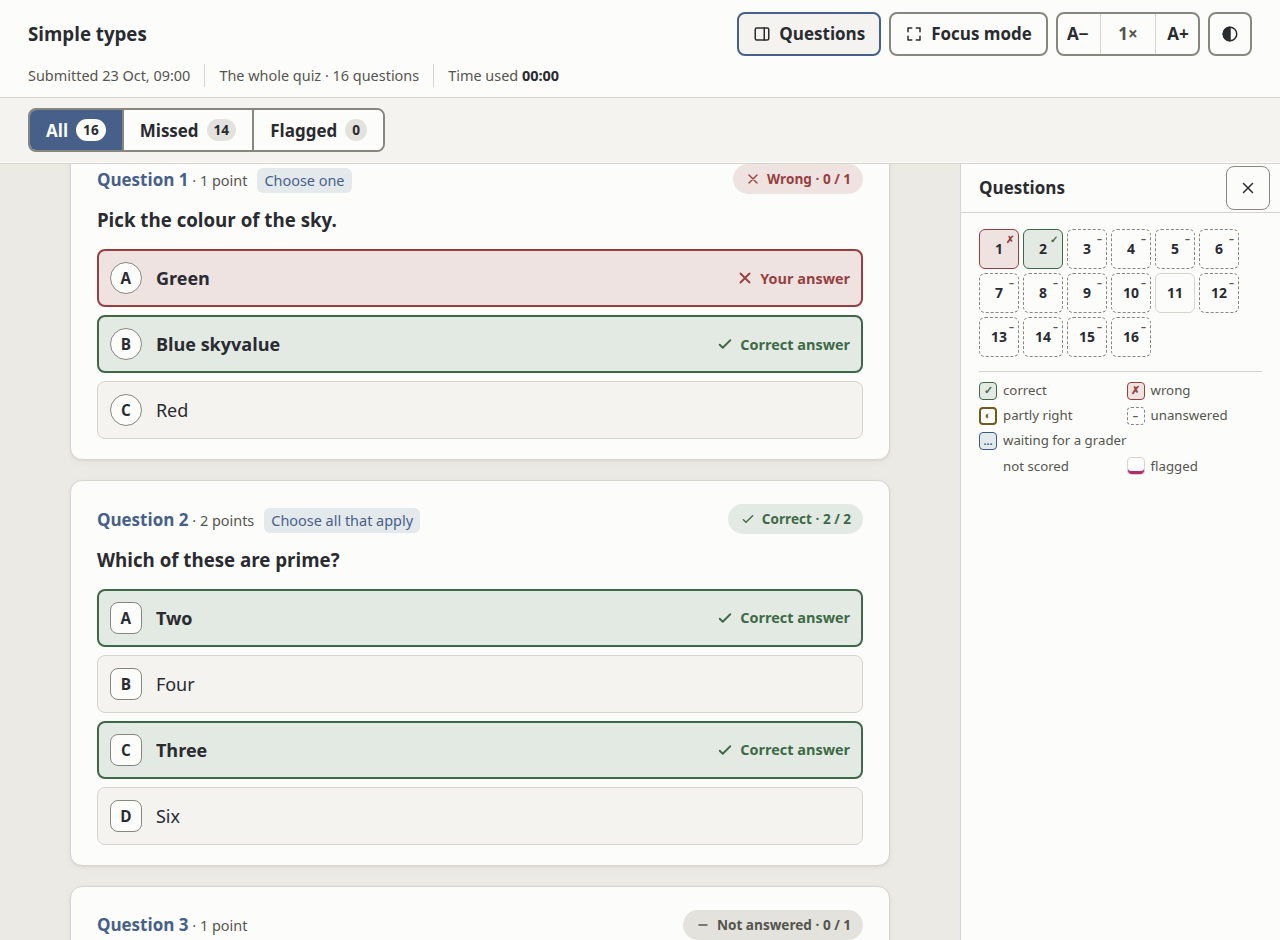 Simple types
Questions
Focus mode
A−
1×
A+
Submitted 23 Oct, 09:00
The whole quiz · 16 questions
Time used 00:00
All 16
Missed 14
Flagged 0
Question 1 · 1 point Choose one
Wrong · 0 / 1
Pick the colour of the sky.
A Green
Your answer
B Blue skyvalue
Correct answer
C Red
Question 2 · 2 points Choose all that apply
Correct · 2 / 2
Which of these are prime?
A Two
Correct answer
B Four
C Three
Correct answer
D Six
Question 3 · 1 point
Not answered · 0 / 1
Questions
1 2 3 4 5 6
7 8 9 10 11 12
13 14 15 16
correct
wrong
partly right
unanswered
waiting for a grader
not scored
flagged